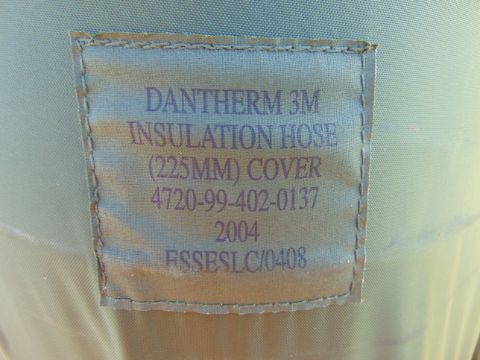 DANTHERM 3M
INSULATION HOSE
(225MM) COVER
4720-99-402-0137
2004
ESSESLC/0408